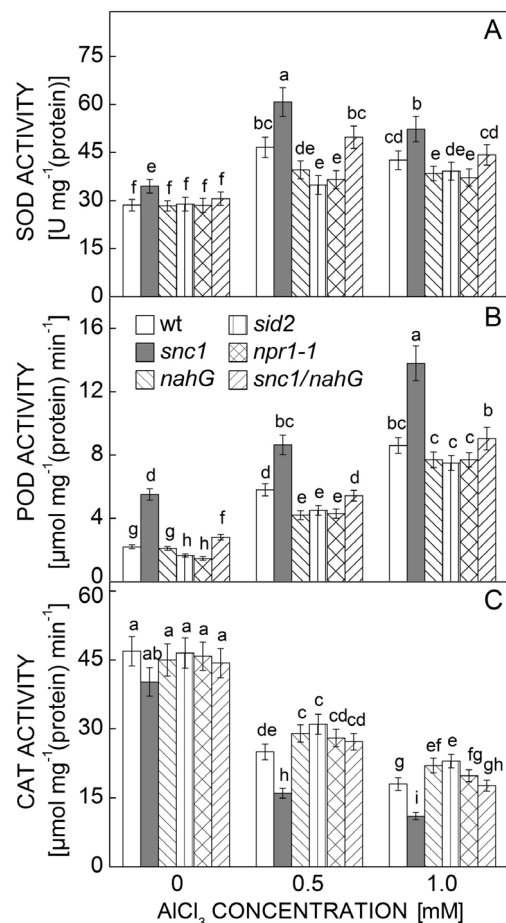 A
SOD ACTIVITY
[U mg⁻¹(protein)]
75
60
45
30
15
0
f e f f f f
bc a de e e bc
cd b e de e cd
B
POD ACTIVITY
[µmol mg⁻¹(protein) min⁻¹]
16
12
8
4
0
wt sid2
snc1 npr1-1
nahG snc1/nahG
g d g h h f
d bc e e e d
bc a c c c b
C
CAT ACTIVITY
[µmol mg⁻¹(protein) min⁻¹]
60
45
30
15
0
a ab a a a a
de h c c cd cd
g i ef e fg gh
0 0.5 1.0
AlCl₃ CONCENTRATION [mM]